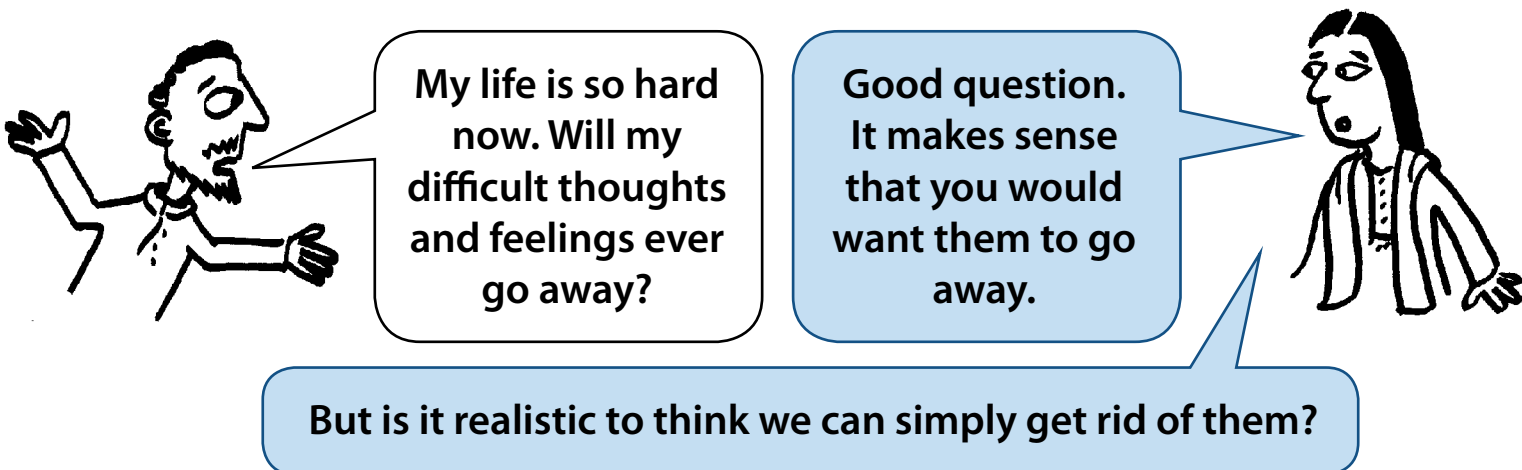 My life is so hard
now. Will my
difficult thoughts
and feelings ever
go away?
Good question.
It makes sense
that you would
want them to go
away.
But is it realistic to think we can simply get rid of them?